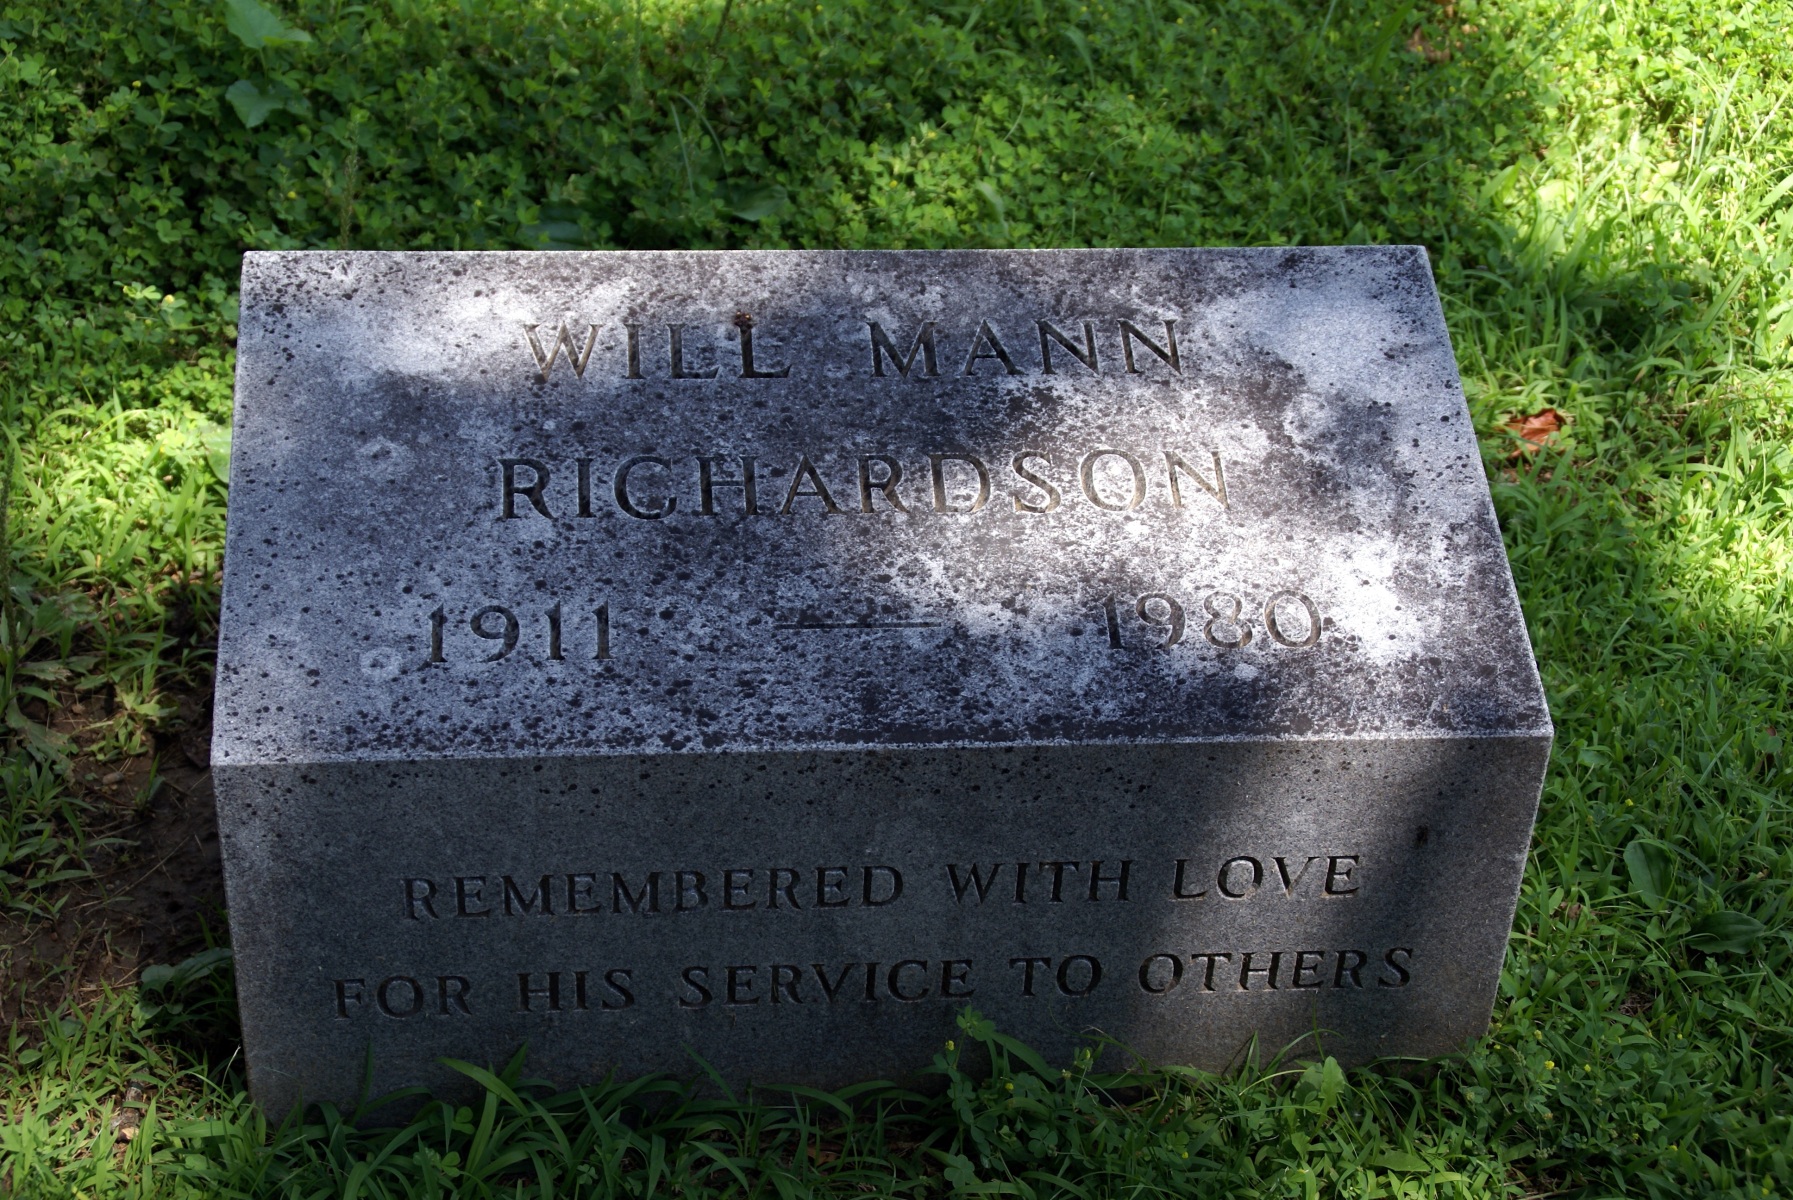 WILL MANN
RICHARDSON
1911 — 1980
REMEMBERED WITH LOVE
FOR HIS SERVICE TO OTHERS